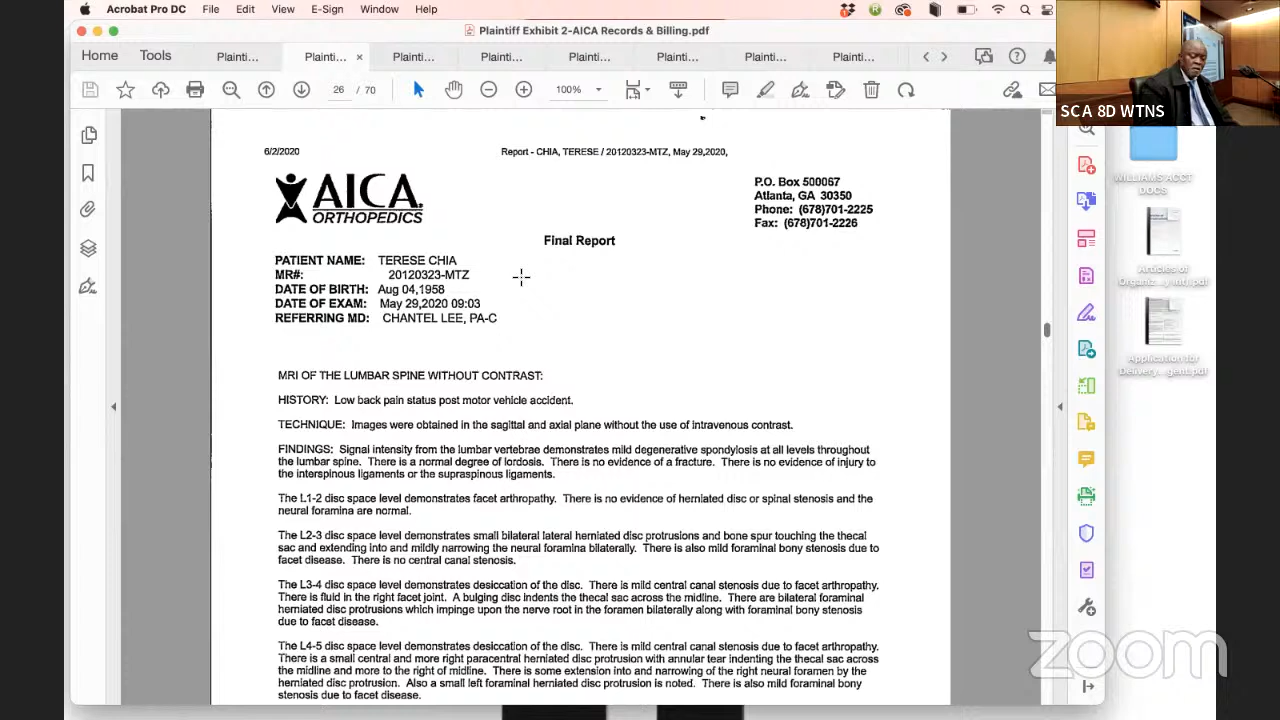 Acrobat Pro DC File Edit View E-Sign Window Help
Plaintiff Exhibit 2-AICA Records & Billing.pdf
Home Tools Plainti... Plainti... × Plainti... Plainti... Plainti... Plainti... Plainti... Plainti...
26 / 70 100%
SCA 8D WTNS
WILLIAMS ACCT
DOCS
Articles of
Organiz...y-int).pdf
Application for
Delivery...gent).pdf
6/2/2020 Report - CHIA, TERESE / 20120323-MTZ, May 29,2020,
AICA
ORTHOPEDICS
P.O. Box 500067
Atlanta, GA 30350
Phone: (678)701-2225
Fax: (678)701-2226
Final Report
PATIENT NAME: TERESE CHIA
MR#: 20120323-MTZ
DATE OF BIRTH: Aug 04,1958
DATE OF EXAM: May 29,2020 09:03
REFERRING MD: CHANTEL LEE, PA-C
MRI OF THE LUMBAR SPINE WITHOUT CONTRAST:
HISTORY: Low back pain status post motor vehicle accident.
TECHNIQUE: Images were obtained in the sagittal and axial plane without the use of intravenous contrast.
FINDINGS: Signal intensity from the lumbar vertebrae demonstrates mild degenerative spondylosis at all levels throughout
the lumbar spine. There is a normal degree of lordosis. There is no evidence of a fracture. There is no evidence of injury to
the interspinous ligaments or the supraspinous ligaments.
The L1-2 disc space level demonstrates facet arthropathy. There is no evidence of herniated disc or spinal stenosis and the
neural foramina are normal.
The L2-3 disc space level demonstrates small bilateral lateral herniated disc protrusions and bone spur touching the thecal
sac and extending into and mildly narrowing the neural foramina bilaterally. There is also mild foraminal bony stenosis due to
facet disease. There is no central canal stenosis.
The L3-4 disc space level demonstrates desiccation of the disc. There is mild central canal stenosis due to facet arthropathy.
There is fluid in the right facet joint. A bulging disc indents the thecal sac across the midline. There are bilateral foraminal
herniated disc protrusions which impinge upon the nerve root in the foramen bilaterally along with foraminal bony stenosis
due to facet disease.
The L4-5 disc space level demonstrates desiccation of the disc. There is mild central canal stenosis due to facet arthropathy.
There is a small central and more right paracentral herniated disc protrusion with annular tear indenting the thecal sac across
the midline and more to the right of midline. There is some extension into and narrowing of the right neural foramen by the
herniated disc protrusion. Also a small left foraminal herniated disc protrusion is noted. There is also mild foraminal bony
stenosis due to facet disease.
zoom